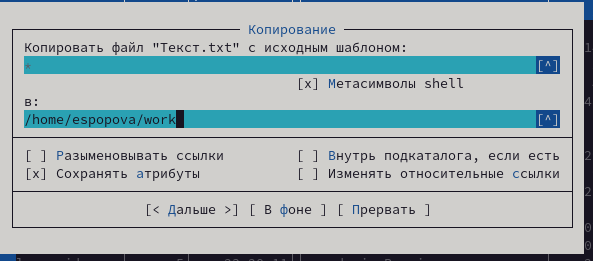 Копирование
Копировать файл "Текст.txt" с исходным шаблоном:
* [^]
[x] Метасимволы shell
в:
/home/espopova/work [^]
[ ] Разыменовывать ссылки [ ] Внутрь подкаталога, если есть
[x] Сохранять атрибуты [ ] Изменять относительные ссылки
[< Дальше >] [ В фоне ] [ Прервать ]